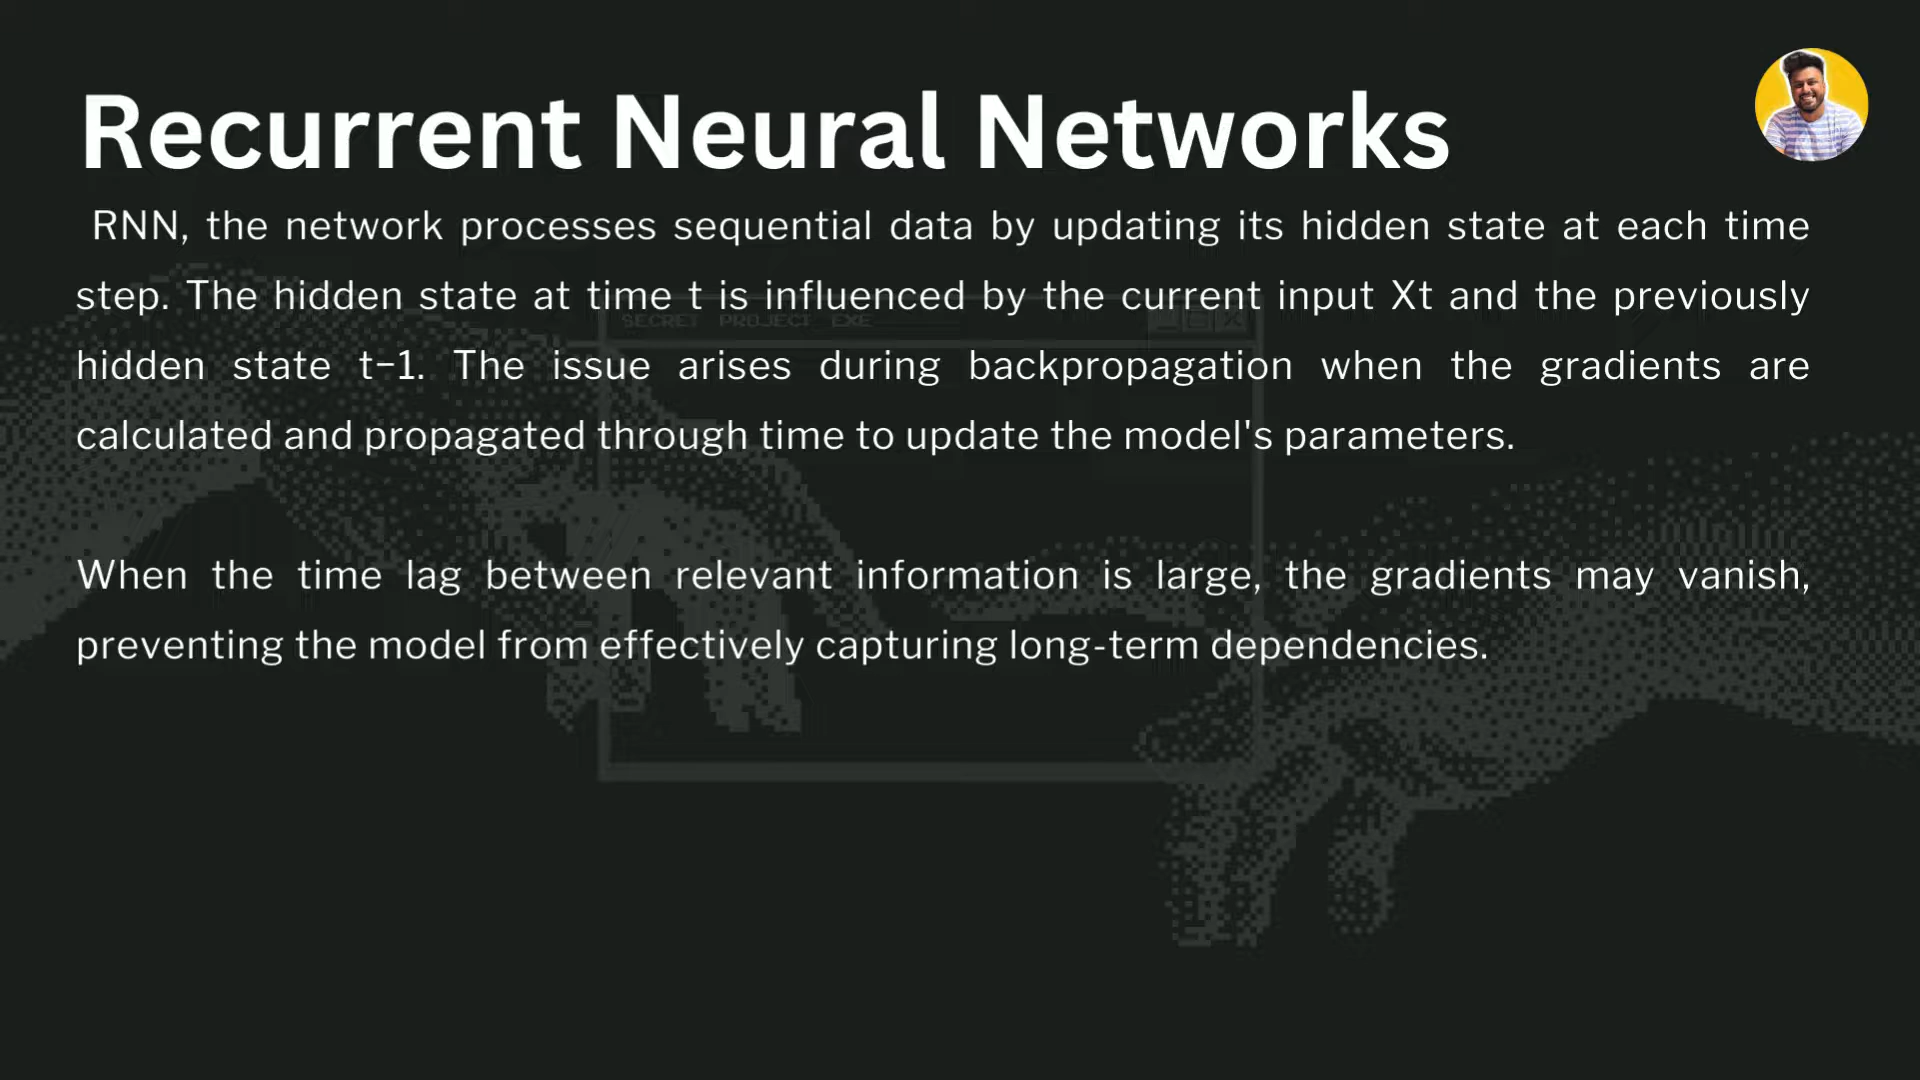 Recurrent Neural Networks
RNN, the network processes sequential data by updating its hidden state at each time
step. The hidden state at time t is influenced by the current input Xt and the previously
hidden state t−1. The issue arises during backpropagation when the gradients are
calculated and propagated through time to update the model's parameters.
When the time lag between relevant information is large, the gradients may vanish,
preventing the model from effectively capturing long-term dependencies.
SECRET PROJECT EXE